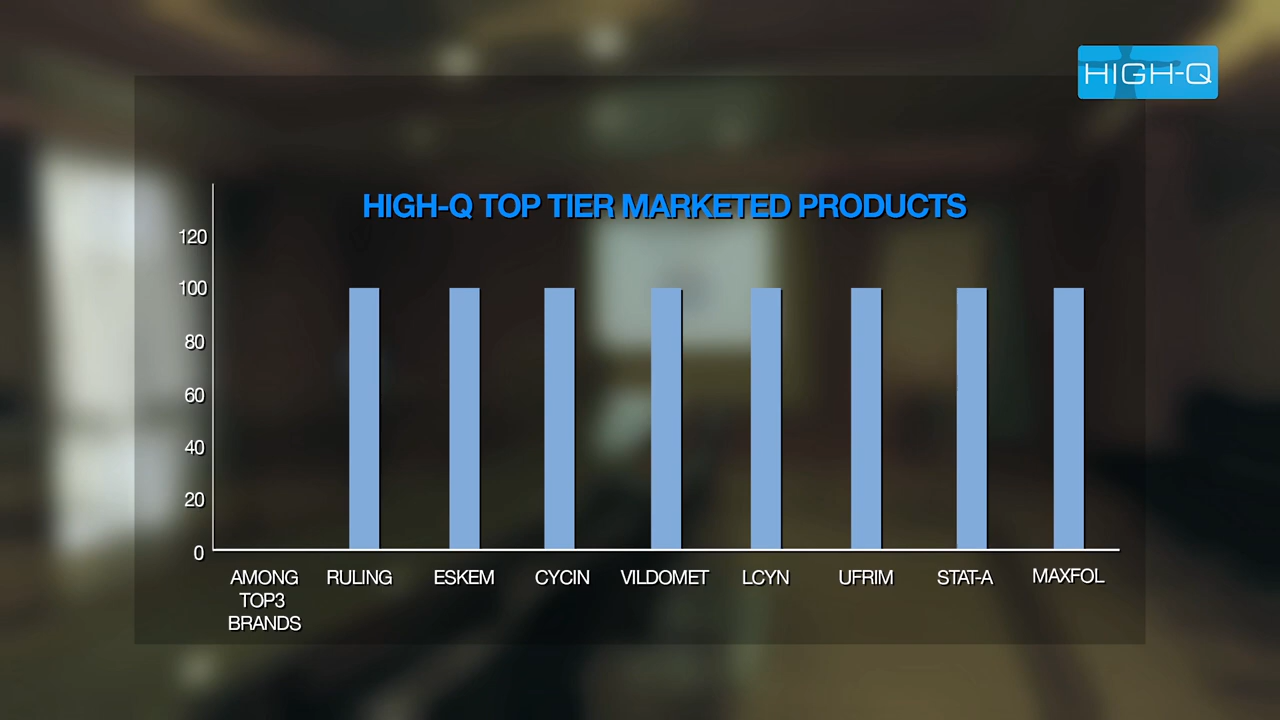 HIGH-Q
HIGH-Q TOP TIER MARKETED PRODUCTS
120
100
80
60
40
20
0
AMONG TOP3 BRANDS
RULING
ESKEM
CYCIN
VILDOMET
LCYN
UFRIM
STAT-A
MAXFOL